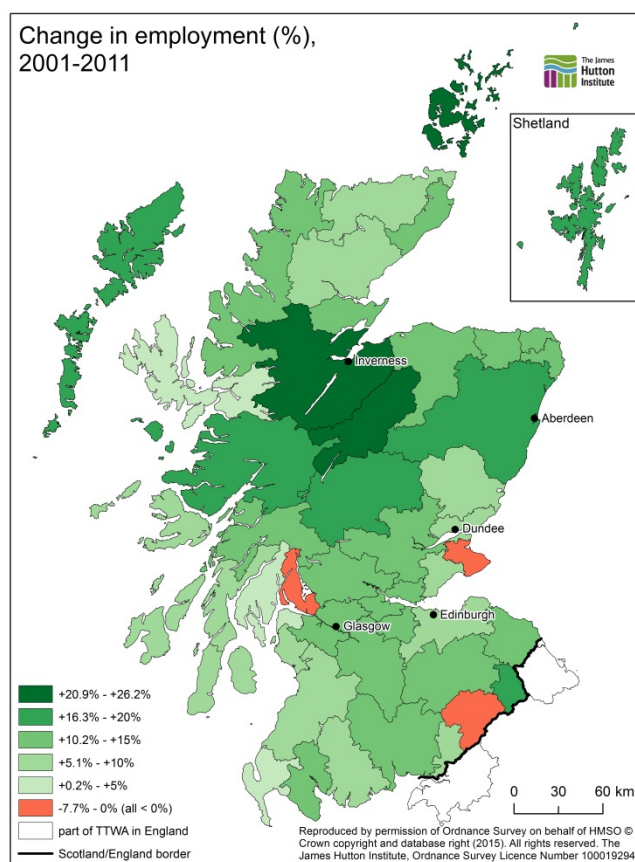 Change in employment (%),
2001-2011
The James
Hutton
Institute
Shetland
Inverness
Aberdeen
Dundee
Edinburgh
Glasgow
+20.9% - +26.2%
+16.3% - +20%
+10.2% - +15%
+5.1% - +10%
+0.2% - +5%
-7.7% - 0% (all < 0%)
part of TTWA in England
Scotland/England border
0 30 60 km
Reproduced by permission of Ordnance Survey on behalf of HMSO ©
Crown copyright and database right (2015). All rights reserved. The
James Hutton Institute, Ordnance Survey Licence Number 100019294